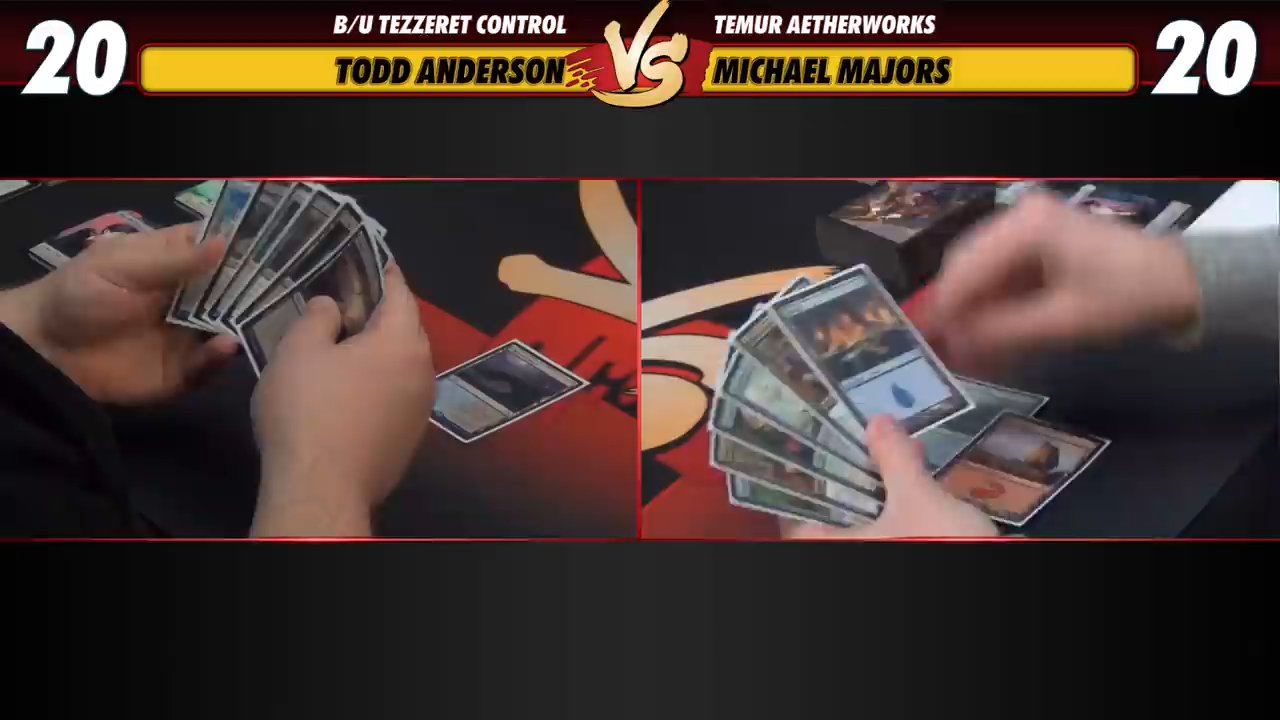 B/U TEZZERET CONTROL
TEMUR AETHERWORKS
20
TODD ANDERSON
VS
MICHAEL MAJORS
20